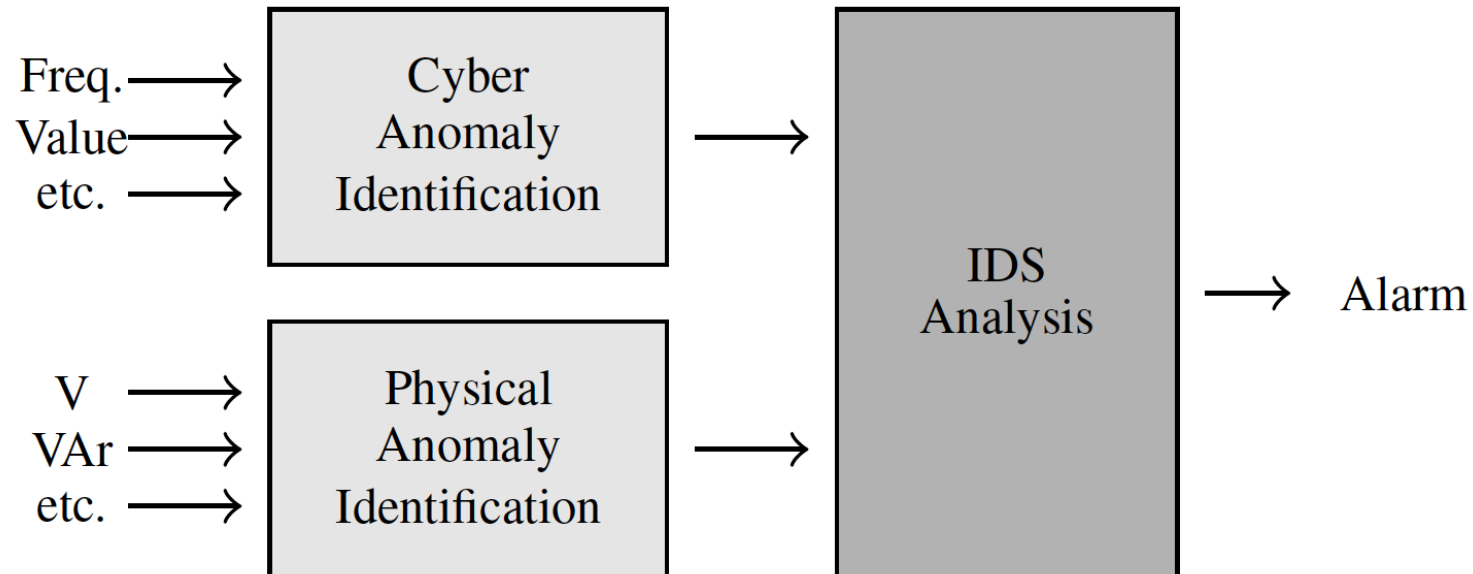 Freq.
Value
etc.
Cyber
Anomaly
Identification
V
VAr
etc.
Physical
Anomaly
Identification
IDS
Analysis
Alarm